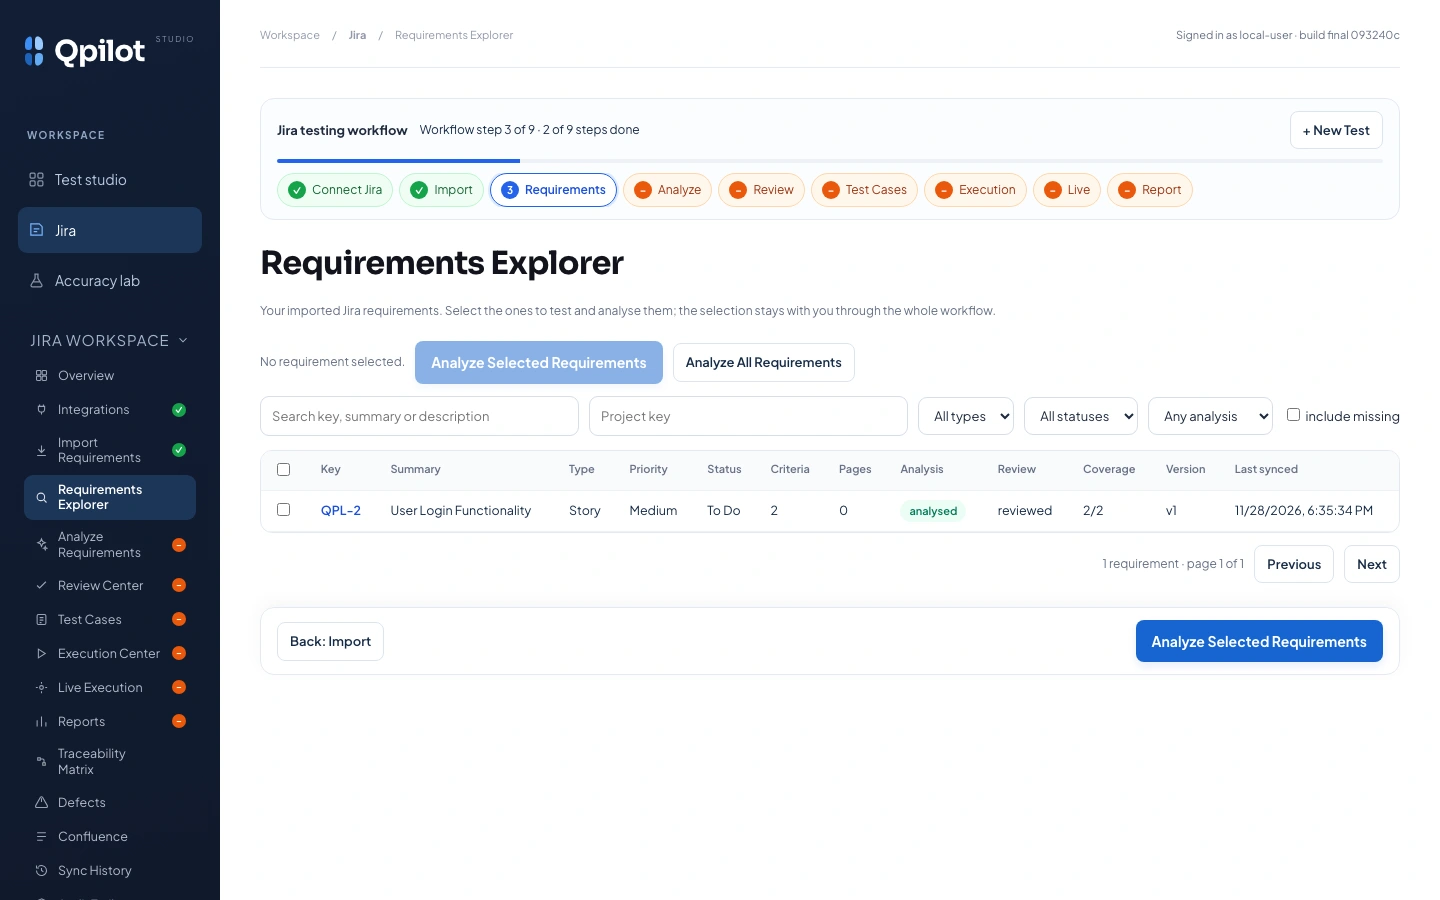 Qpilot STUDIO
WORKSPACE
Test studio
Jira
Accuracy lab
JIRA WORKSPACE
Overview
Integrations
Import
Requirements
Requirements
Explorer
Analyze
Requirements
Review Center
Test Cases
Execution Center
Live Execution
Reports
Traceability
Matrix
Defects
Confluence
Sync History
Workspace / Jira / Requirements Explorer
Signed in as local-user · build final 093240c
Jira testing workflow Workflow step 3 of 9 · 2 of 9 steps done
+ New Test
Connect Jira Import 3 Requirements Analyze Review Test Cases Execution Live Report
Requirements Explorer
Your imported Jira requirements. Select the ones to test and analyse them; the selection stays with you through the whole workflow.
No requirement selected. Analyze Selected Requirements Analyze All Requirements
Search key, summary or description Project key All types All statuses Any analysis include missing
Key Summary Type Priority Status Criteria Pages Analysis Review Coverage Version Last synced
QPL-2 User Login Functionality Story Medium To Do 2 0 analysed reviewed 2/2 v1 11/28/2026, 6:35:34 PM
1 requirement · page 1 of 1 Previous Next
Back: Import Analyze Selected Requirements